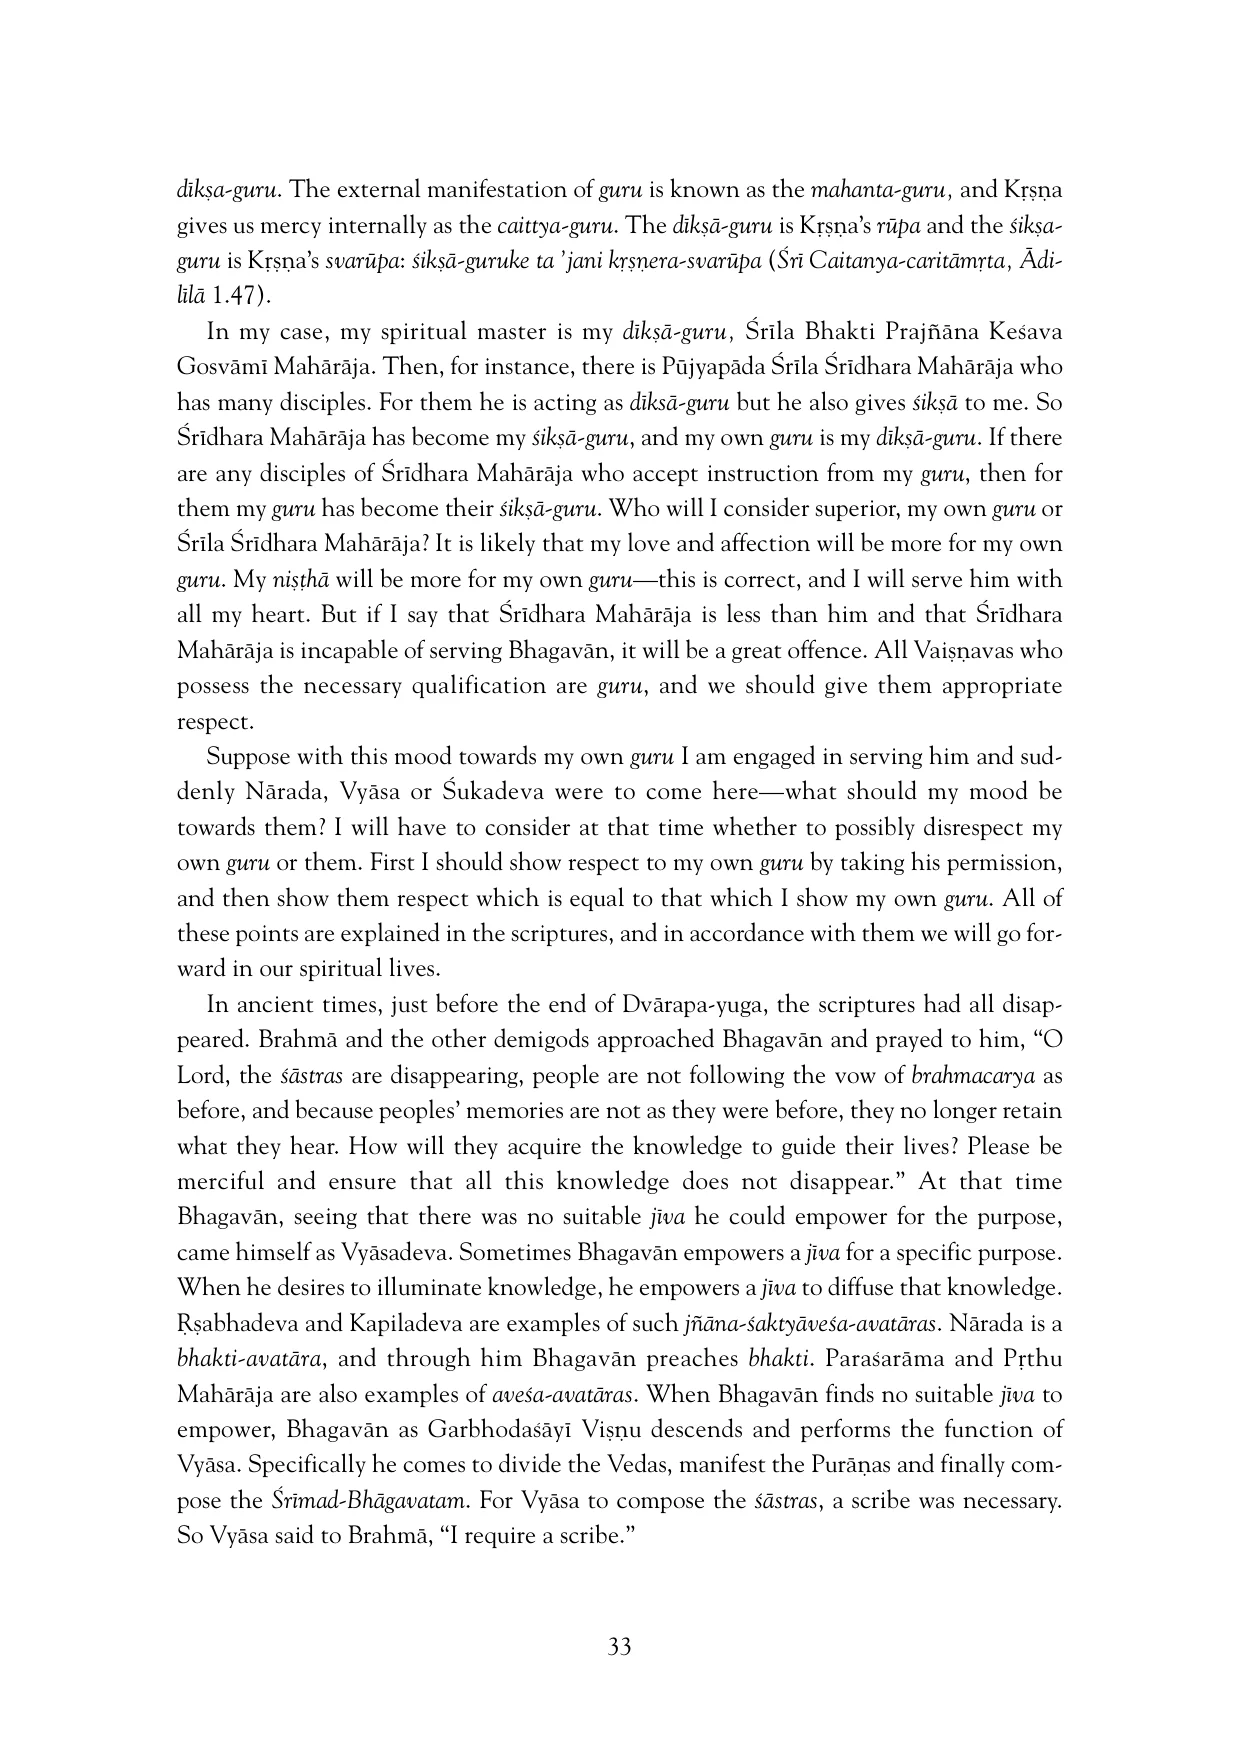 dīkṣa-guru. The external manifestation of guru is known as the mahanta-guru, and Kṛṣṇa
gives us mercy internally as the caittya-guru. The dīkṣā-guru is Kṛṣṇa’s rūpa and the śikṣa-
guru is Kṛṣṇa’s svarūpa: śikṣā-guruke ta ’jani kṛṣṇera-svarūpa (Śrī Caitanya-caritāmṛta, Ādi-
līlā 1.47).
In my case, my spiritual master is my dīkṣā-guru, Śrīla Bhakti Prajñāna Keśava
Gosvāmī Mahārāja. Then, for instance, there is Pūjyapāda Śrīla Śrīdhara Mahārāja who
has many disciples. For them he is acting as dīksā-guru but he also gives śikṣā to me. So
Śrīdhara Mahārāja has become my śikṣā-guru, and my own guru is my dīkṣā-guru. If there
are any disciples of Śrīdhara Mahārāja who accept instruction from my guru, then for
them my guru has become their śikṣā-guru. Who will I consider superior, my own guru or
Śrīla Śrīdhara Mahārāja? It is likely that my love and affection will be more for my own
guru. My niṣṭhā will be more for my own guru—this is correct, and I will serve him with
all my heart. But if I say that Śrīdhara Mahārāja is less than him and that Śrīdhara
Mahārāja is incapable of serving Bhagavān, it will be a great offence. All Vaiṣṇavas who
possess the necessary qualification are guru, and we should give them appropriate
respect.
Suppose with this mood towards my own guru I am engaged in serving him and sud-
denly Nārada, Vyāsa or Śukadeva were to come here—what should my mood be
towards them? I will have to consider at that time whether to possibly disrespect my
own guru or them. First I should show respect to my own guru by taking his permission,
and then show them respect which is equal to that which I show my own guru. All of
these points are explained in the scriptures, and in accordance with them we will go for-
ward in our spiritual lives.
In ancient times, just before the end of Dvārapa-yuga, the scriptures had all disap-
peared. Brahmā and the other demigods approached Bhagavān and prayed to him, “O
Lord, the śāstras are disappearing, people are not following the vow of brahmacarya as
before, and because peoples’ memories are not as they were before, they no longer retain
what they hear. How will they acquire the knowledge to guide their lives? Please be
merciful and ensure that all this knowledge does not disappear.” At that time
Bhagavān, seeing that there was no suitable jīva he could empower for the purpose,
came himself as Vyāsadeva. Sometimes Bhagavān empowers a jīva for a specific purpose.
When he desires to illuminate knowledge, he empowers a jīva to diffuse that knowledge.
Ṛṣabhadeva and Kapiladeva are examples of such jñāna-śaktyāveśa-avatāras. Nārada is a
bhakti-avatāra, and through him Bhagavān preaches bhakti. Paraśarāma and Pṛthu
Mahārāja are also examples of aveśa-avatāras. When Bhagavān finds no suitable jīva to
empower, Bhagavān as Garbhodaśāyī Viṣṇu descends and performs the function of
Vyāsa. Specifically he comes to divide the Vedas, manifest the Purāṇas and finally com-
pose the Śrīmad-Bhāgavatam. For Vyāsa to compose the śāstras, a scribe was necessary.
So Vyāsa said to Brahmā, “I require a scribe.”
33